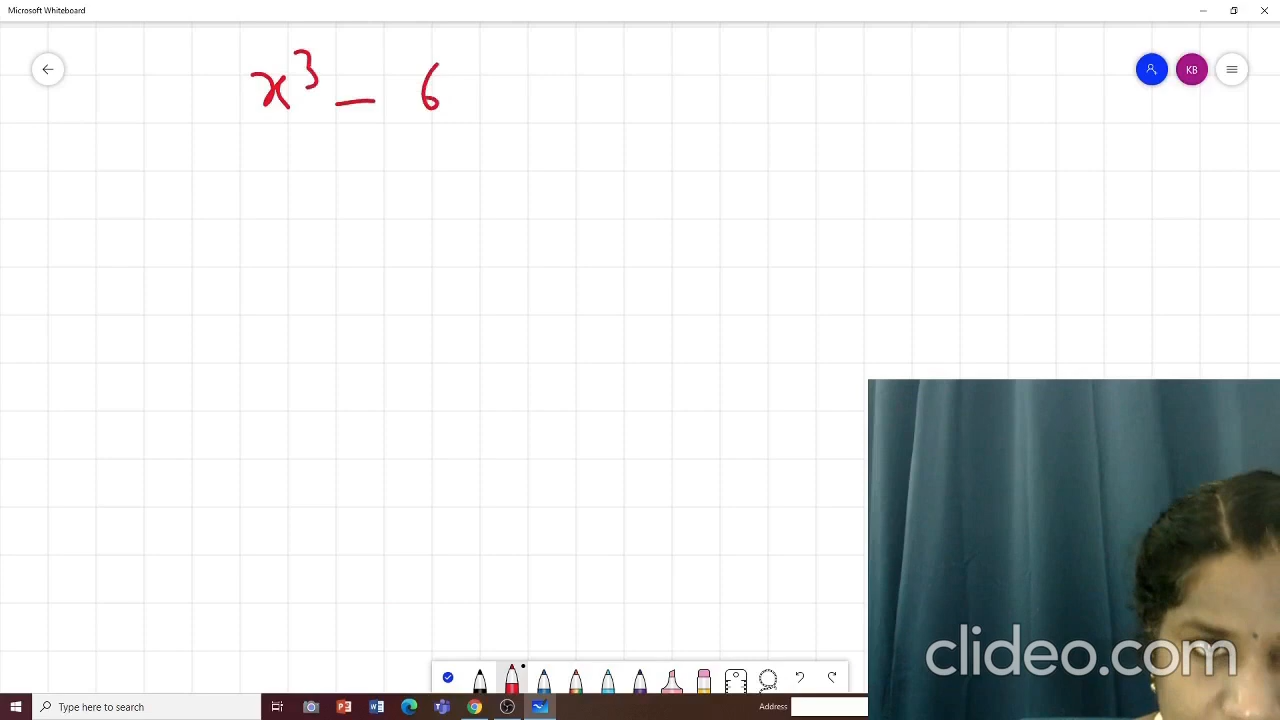 Microsoft Whiteboard
x³ - 6
KB
clideo.com
Type here to search
Address